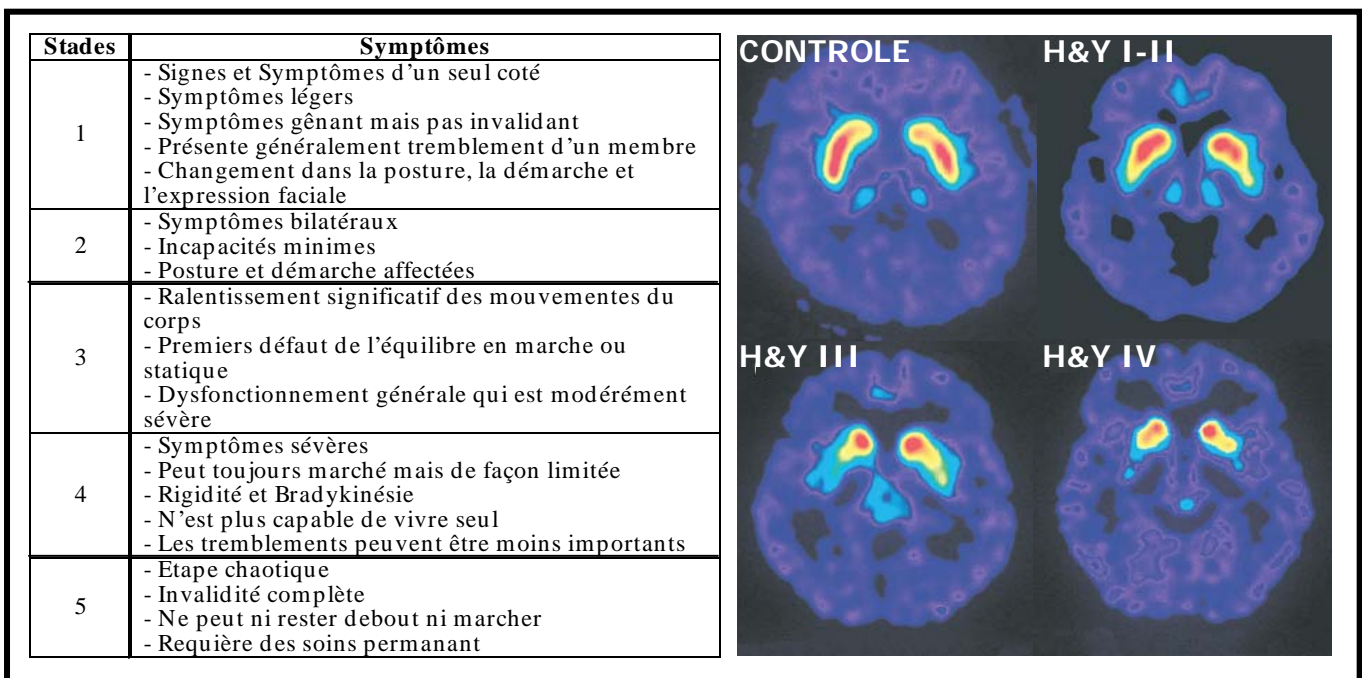 Stades Symptômes
1
- Signes et Symptômes d'un seul coté
- Symptômes légers
- Symptômes gênant mais pas invalidant
- Présente généralement tremblement d'un membre
- Changement dans la posture, la démarche et
l'expression faciale
2
- Symptômes bilatéraux
- Incapacités minimes
- Posture et démarche affectées
3
- Ralentissement significatif des mouvementes du
corps
- Premiers défaut de l'équilibre en marche ou
statique
- Dysfonctionnement générale qui est modérément
sévère
4
- Symptômes sévères
- Peut toujours marché mais de façon limitée
- Rigidité et Bradykinésie
- N'est plus capable de vivre seul
- Les tremblements peuvent être moins importants
5
- Etape chaotique
- Invalidité complète
- Ne peut ni rester debout ni marcher
- Requière des soins permanant
CONTROLE
H&Y I-II
H&Y III
H&Y IV